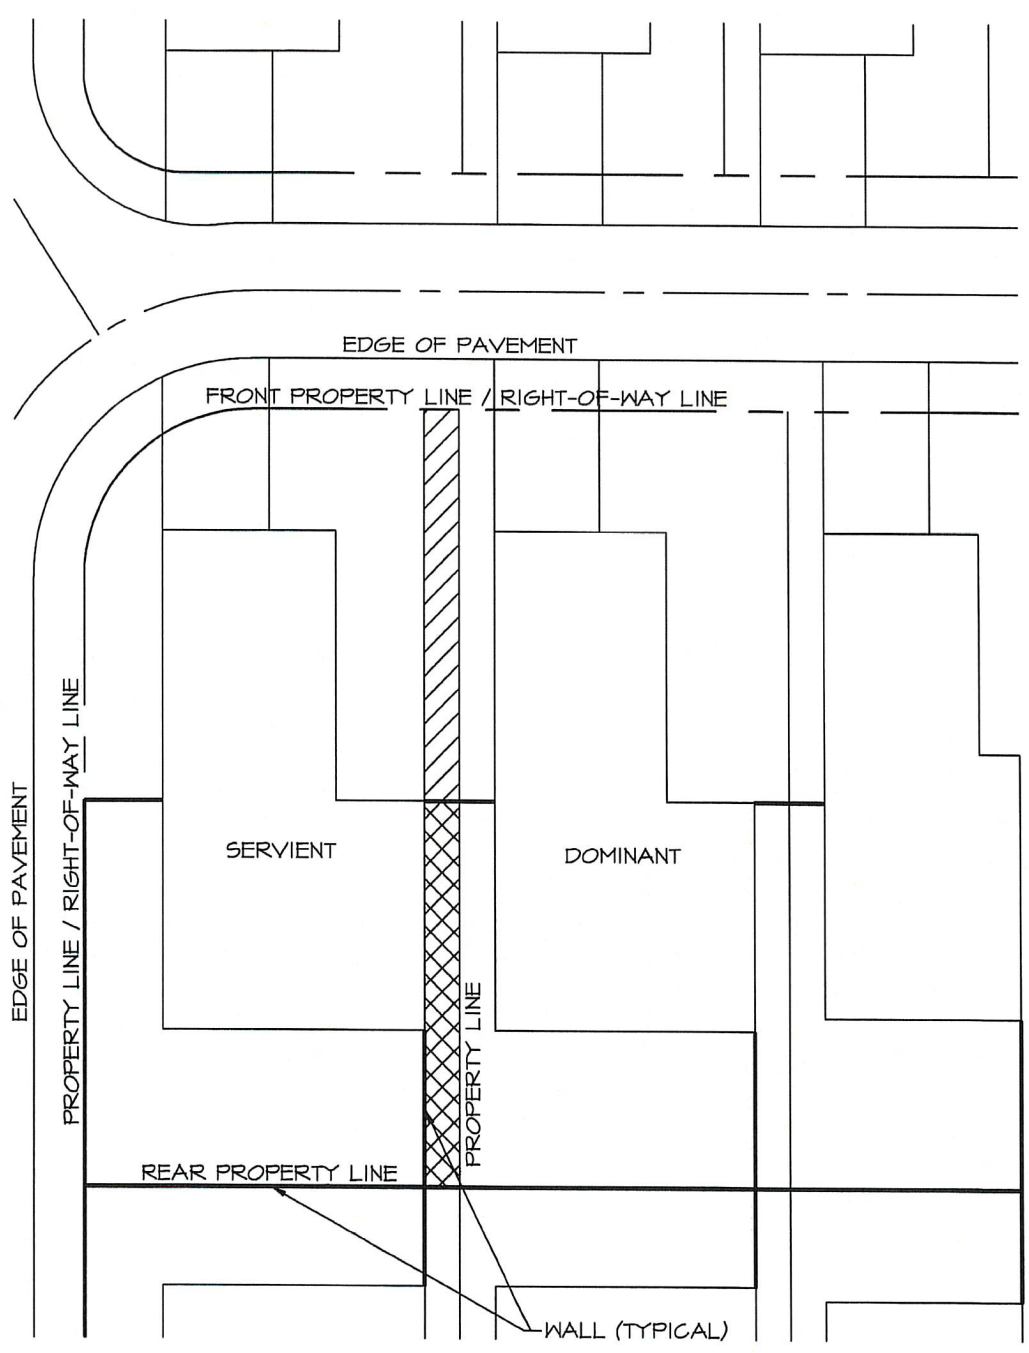 EDGE OF PAVEMENT
FRONT PROPERTY LINE / RIGHT-OF-WAY LINE
PROPERTY LINE / RIGHT-OF-WAY LINE
EDGE OF PAVEMENT
SERVIENT
DOMINANT
PROPERTY LINE
REAR PROPERTY LINE
WALL (TYPICAL)